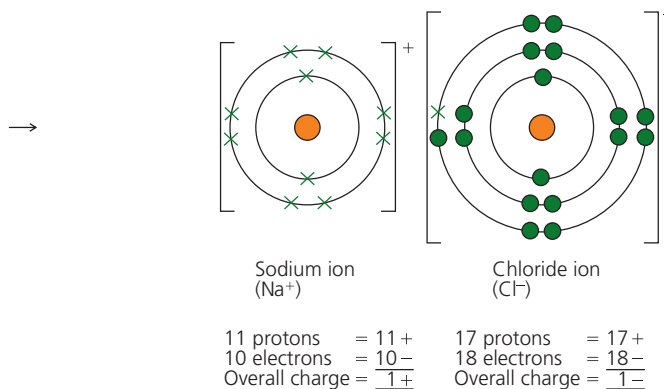 →
+
Sodium ion
(Na⁺)
11 protons = 11+
10 electrons = 10−
Overall charge = 1+
Chloride ion
(Cl⁻)
17 protons = 17+
18 electrons = 18−
Overall charge = 1−